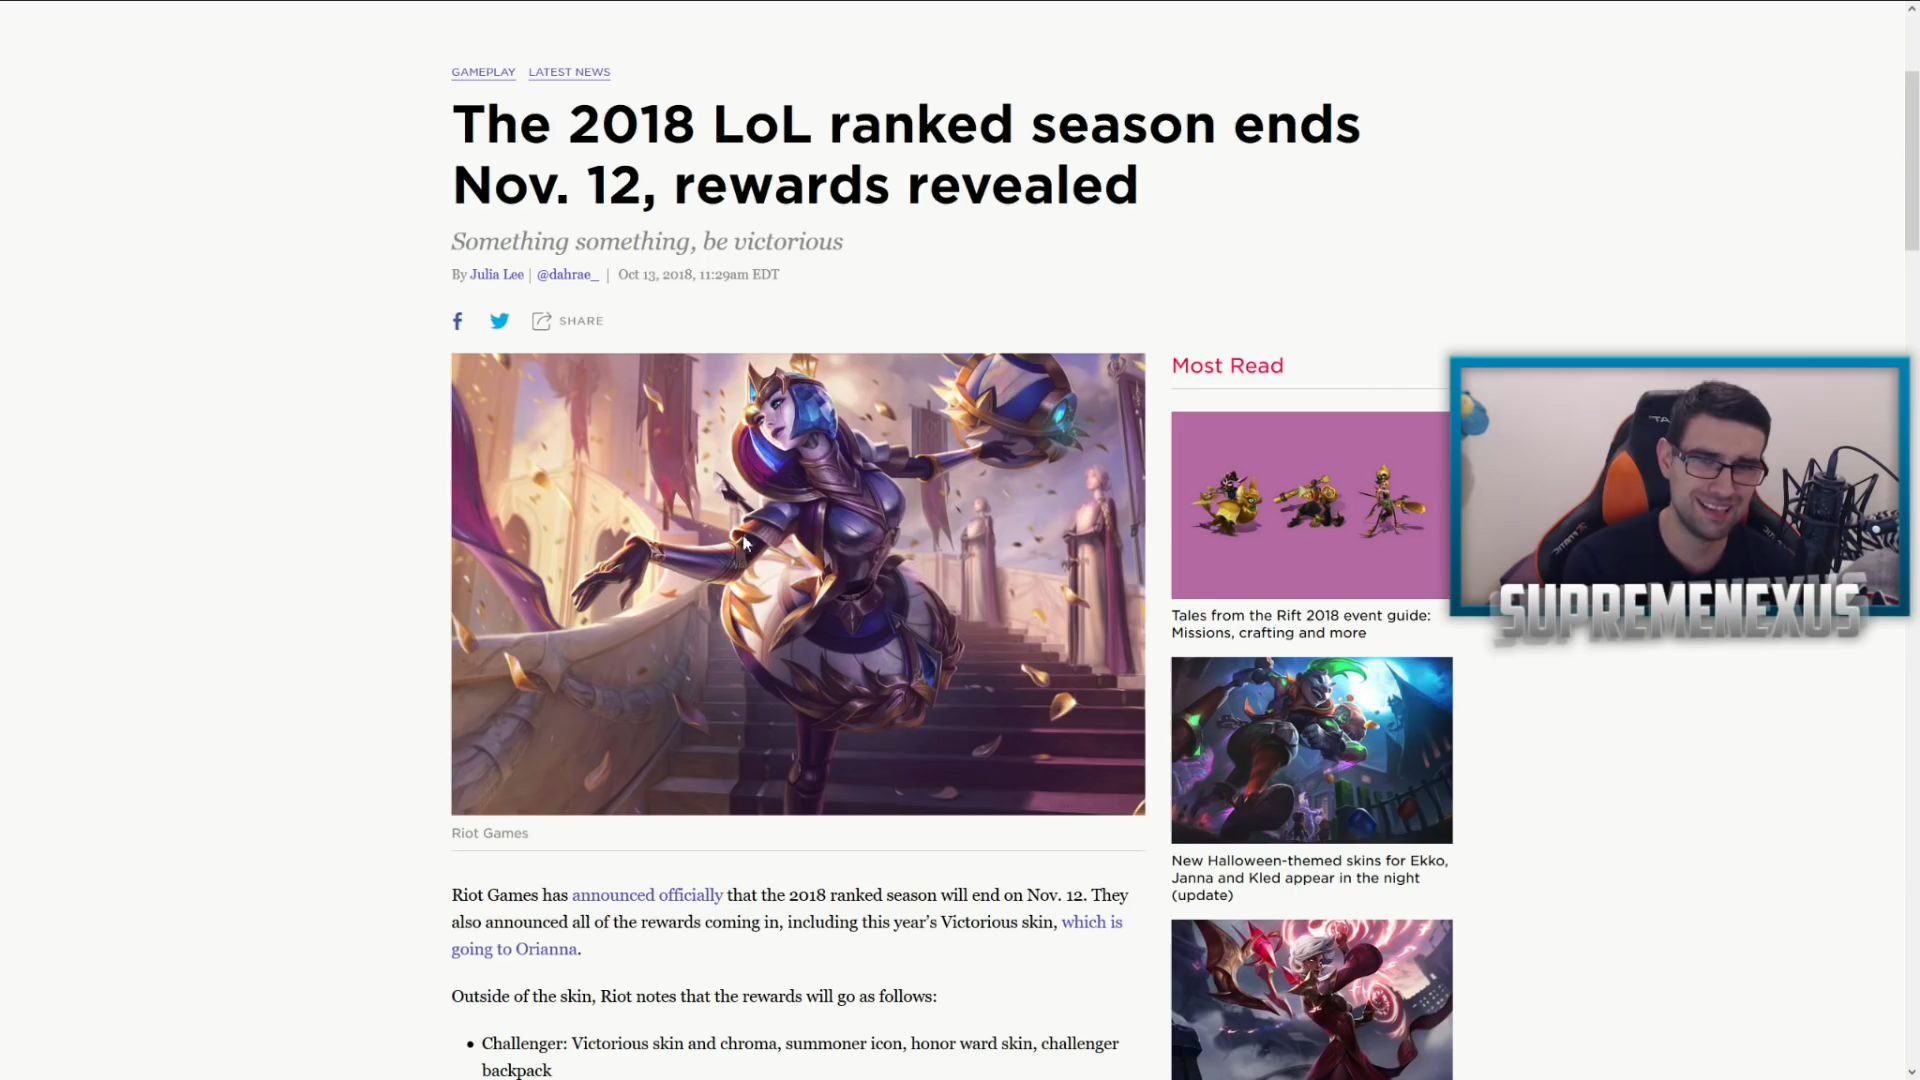 GAMEPLAY LATEST NEWS
The 2018 LoL ranked season ends
Nov. 12, rewards revealed
Something something, be victorious
By Julia Lee | @dahrae_ | Oct 13, 2018, 11:29am EDT
SHARE
Riot Games
Riot Games has announced officially that the 2018 ranked season will end on Nov. 12. They
also announced all of the rewards coming in, including this year's Victorious skin, which is
going to Orianna.
Outside of the skin, Riot notes that the rewards will go as follows:
• Challenger: Victorious skin and chroma, summoner icon, honor ward skin, challenger
backpack
Most Read
Tales from the Rift 2018 event guide:
Missions, crafting and more
New Halloween-themed skins for Ekko,
Janna and Kled appear in the night
(update)
SUPREMENEXUS